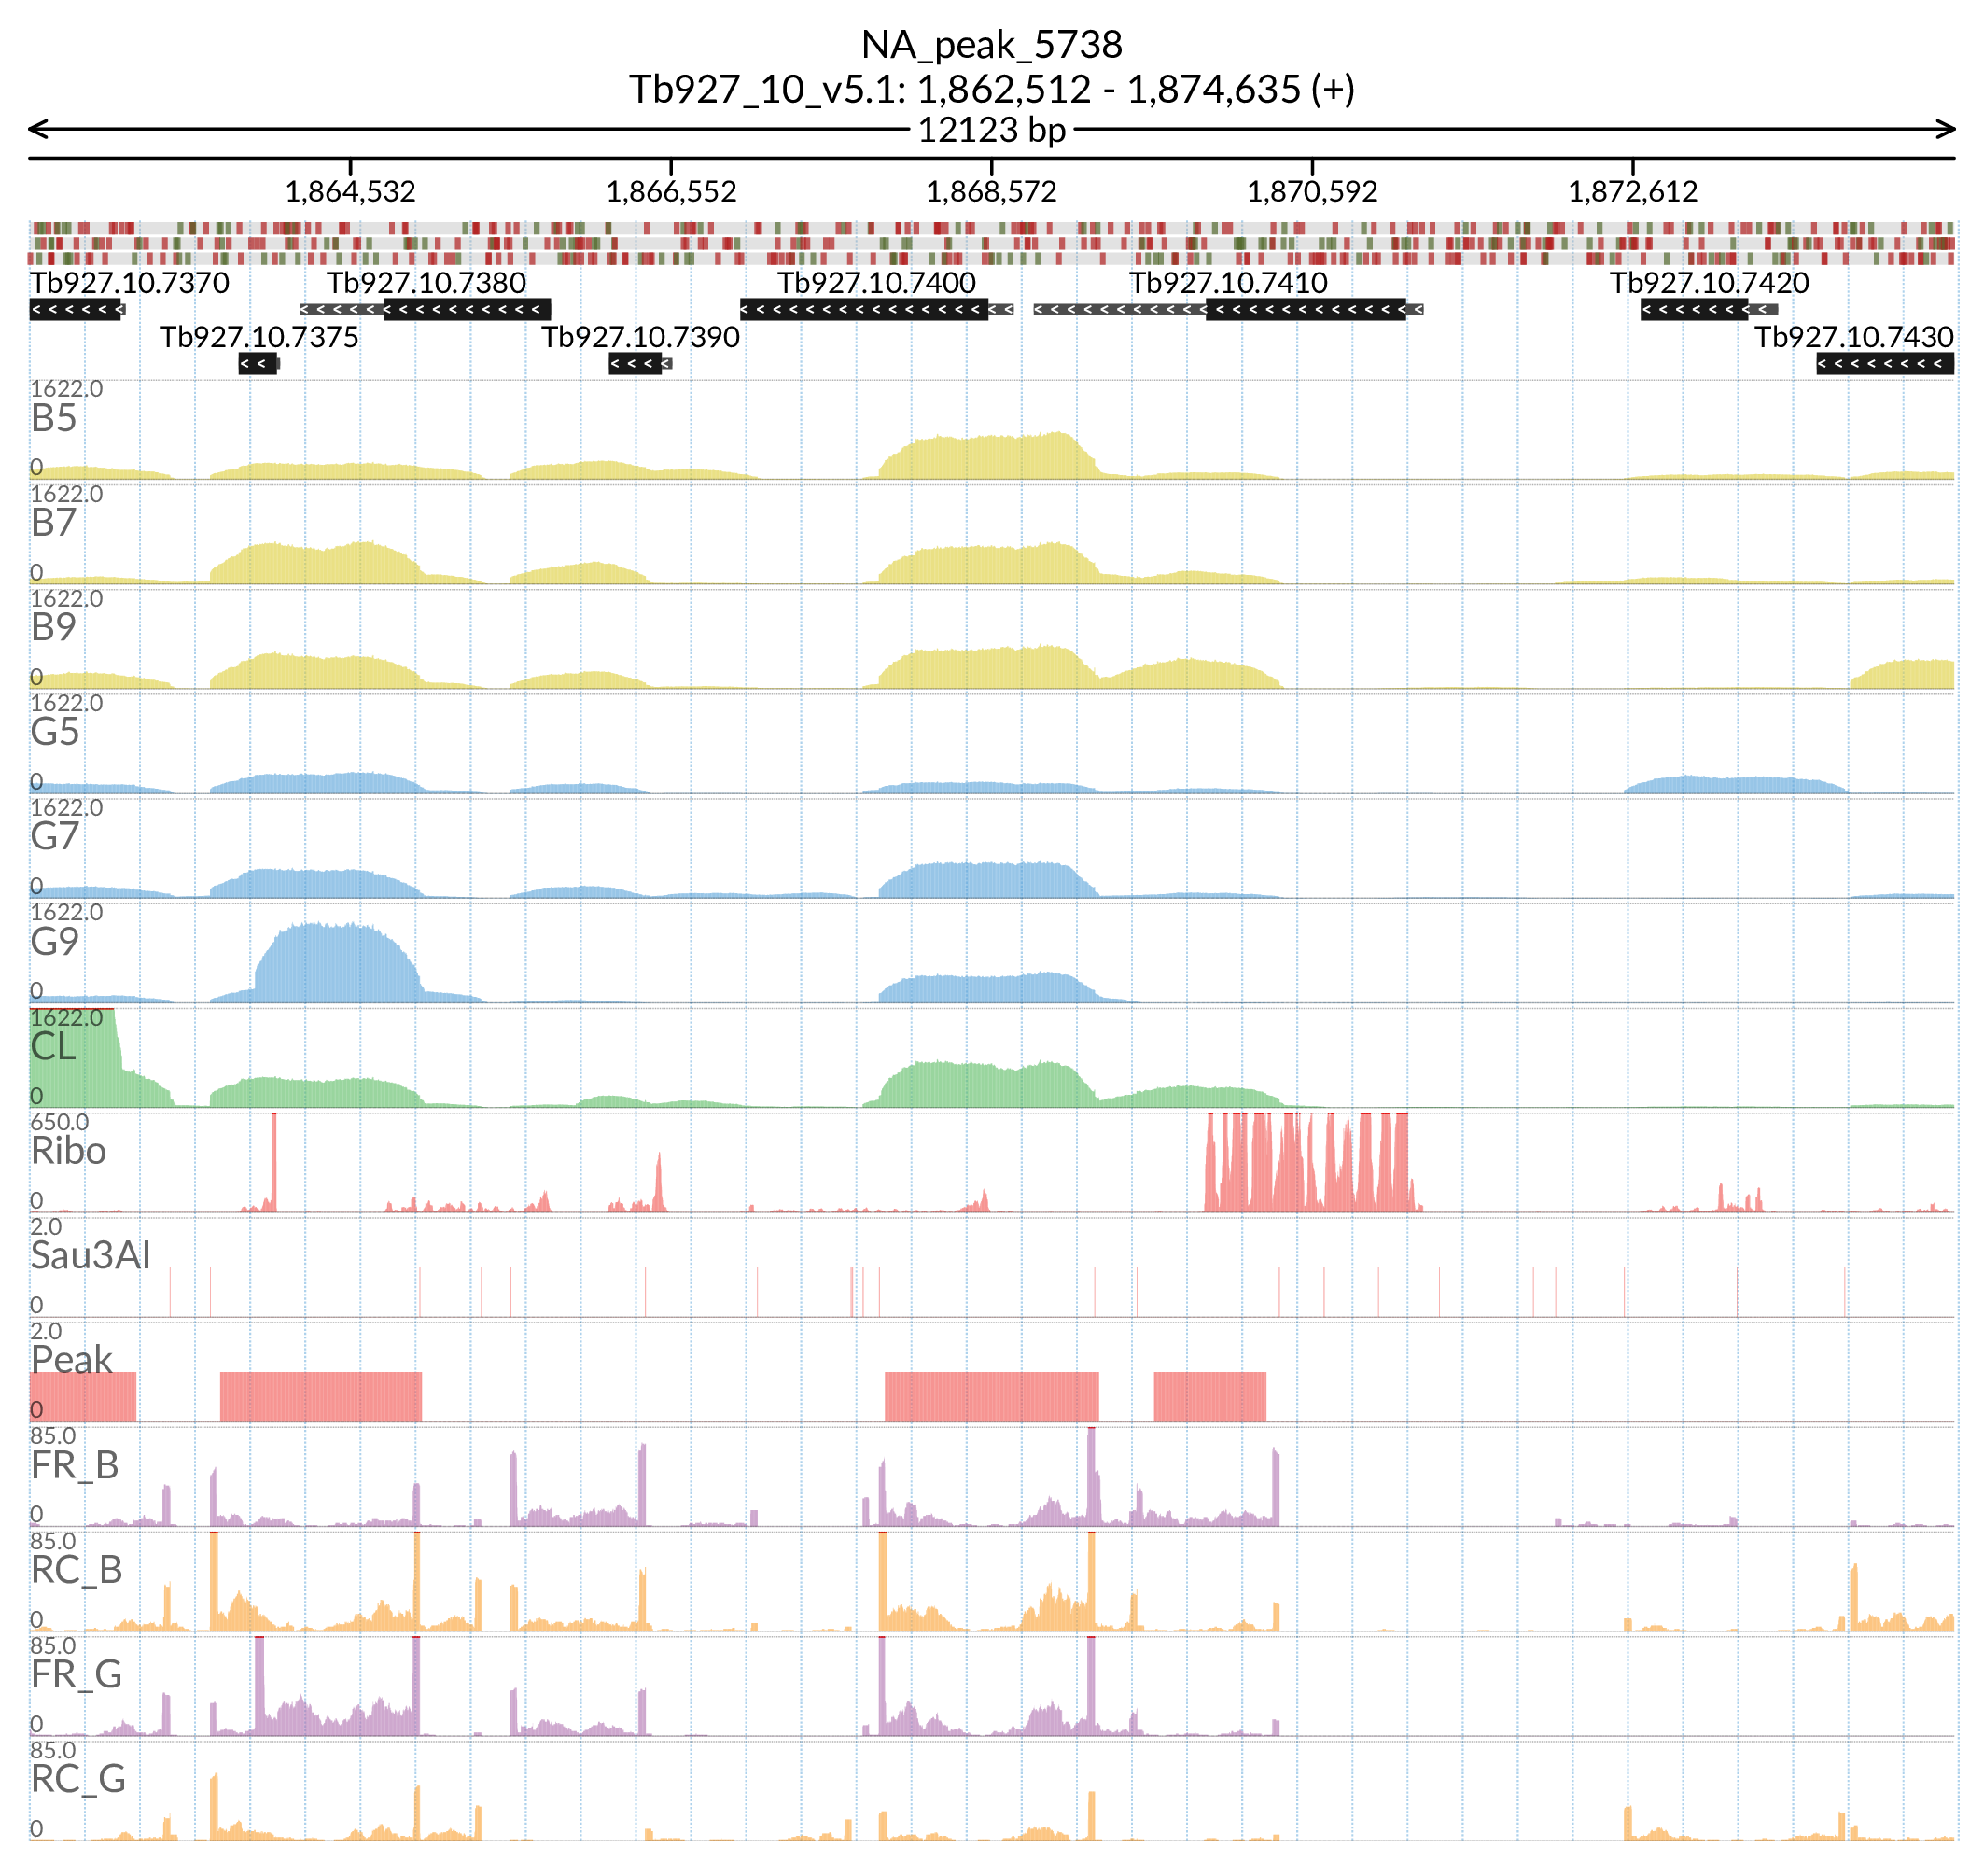 NA_peak_5738
Tb927_10_v5.1: 1,862,512 - 1,874,635 (+)
12123 bp
1,864,532 1,866,552 1,868,572 1,870,592 1,872,612
Tb927.10.7370 Tb927.10.7380 Tb927.10.7400 Tb927.10.7410 Tb927.10.7420
Tb927.10.7375 Tb927.10.7390 Tb927.10.7430
1622.0
B5
0
1622.0
B7
0
1622.0
B9
0
1622.0
G5
0
1622.0
G7
0
1622.0
G9
0
1622.0
CL
0
650.0
Ribo
0
2.0
Sau3AI
0
2.0
Peak
0
85.0
FR_B
0
85.0
RC_B
0
85.0
FR_G
0
85.0
RC_G
0